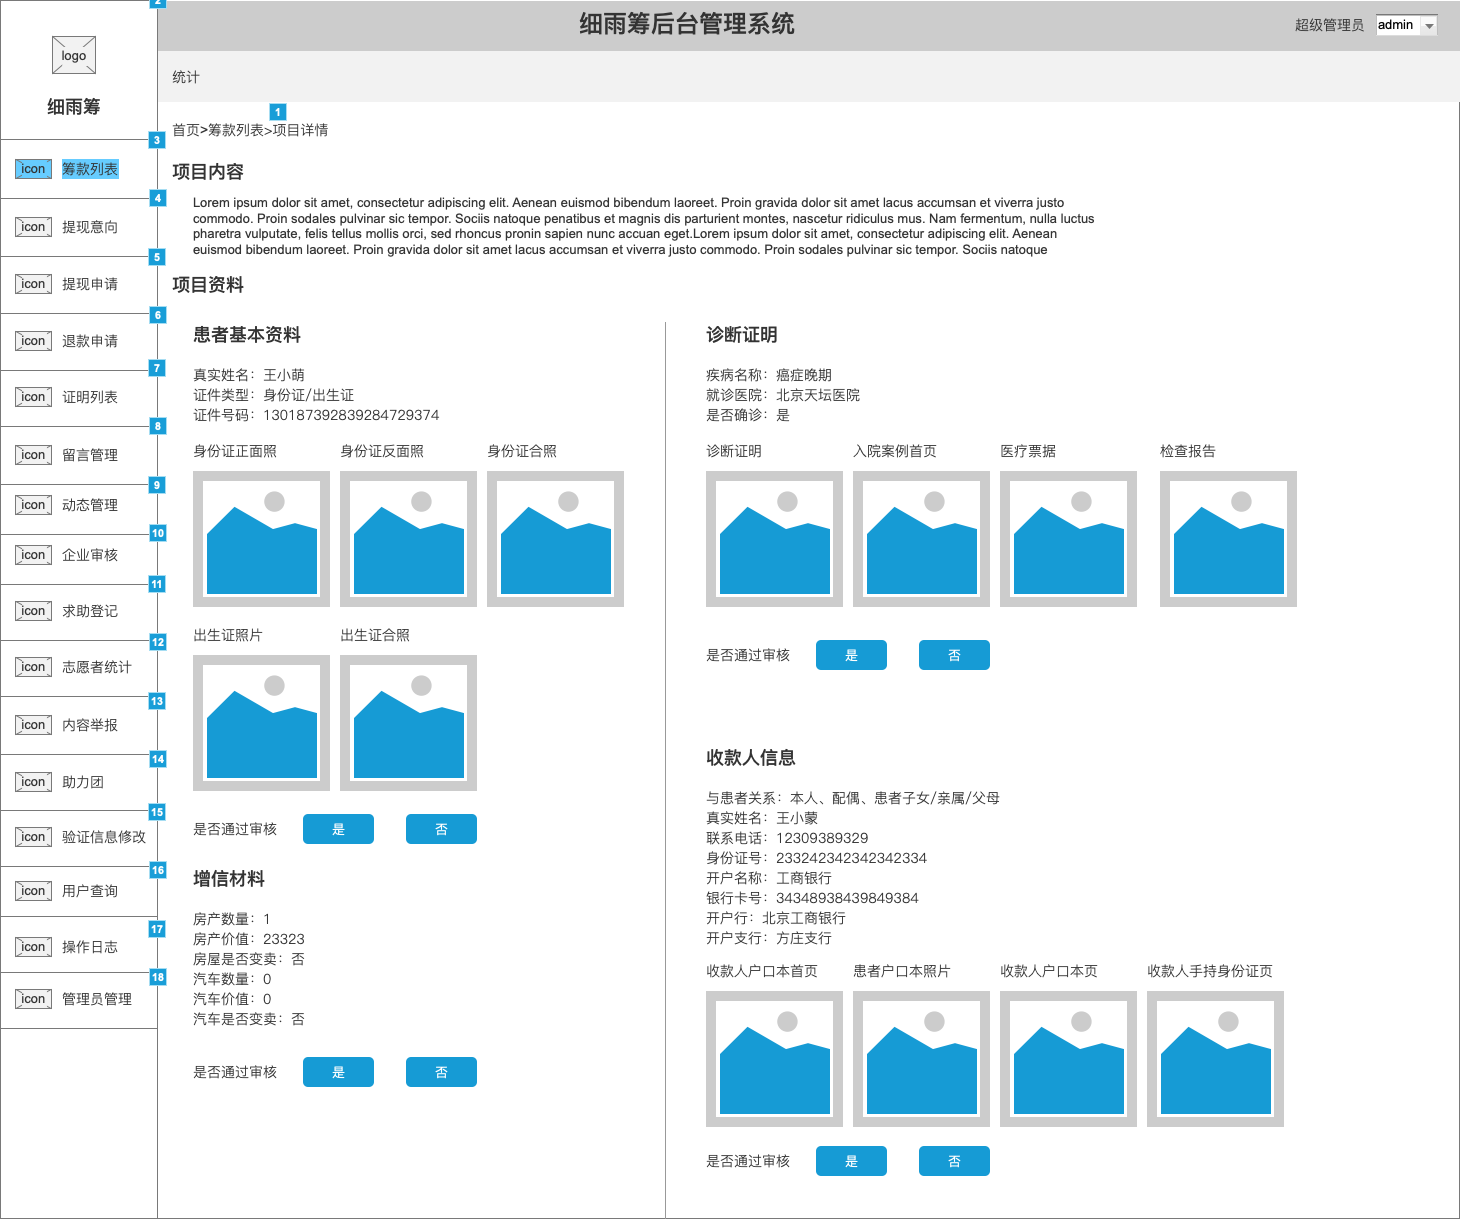 2
细雨筹后台管理系统
超级管理员 admin
logo
细雨筹
统计
1
首页>筹款列表>项目详情
3
icon 筹款列表
4
icon 提现意向
5
icon 提现申请
6
icon 退款申请
7
icon 证明列表
8
icon 留言管理
9
icon 动态管理
10
icon 企业审核
11
icon 求助登记
12
icon 志愿者统计
13
icon 内容举报
14
icon 助力团
15
icon 验证信息修改
16
icon 用户查询
17
icon 操作日志
18
icon 管理员管理
项目内容
Lorem ipsum dolor sit amet, consectetur adipiscing elit. Aenean euismod bibendum laoreet. Proin gravida dolor sit amet lacus accumsan et viverra justo
commodo. Proin sodales pulvinar sic tempor. Sociis natoque penatibus et magnis dis parturient montes, nascetur ridiculus mus. Nam fermentum, nulla luctus
pharetra vulputate, felis tellus mollis orci, sed rhoncus pronin sapien nunc accuan eget.Lorem ipsum dolor sit amet, consectetur adipiscing elit. Aenean
euismod bibendum laoreet. Proin gravida dolor sit amet lacus accumsan et viverra justo commodo. Proin sodales pulvinar sic tempor. Sociis natoque
项目资料
患者基本资料
真实姓名：王小萌
证件类型：身份证/出生证
证件号码：130187392839284729374
身份证正面照 身份证反面照 身份证合照
出生证照片 出生证合照
是否通过审核 是 否
增信材料
房产数量：1
房产价值：23323
房屋是否变卖：否
汽车数量：0
汽车价值：0
汽车是否变卖：否
是否通过审核 是 否
诊断证明
疾病名称：癌症晚期
就诊医院：北京天坛医院
是否确诊：是
诊断证明 入院案例首页 医疗票据 检查报告
是否通过审核 是 否
收款人信息
与患者关系：本人、配偶、患者子女/亲属/父母
真实姓名：王小蒙
联系电话：12309389329
身份证号：233242342342342334
开户名称：工商银行
银行卡号：34348938439849384
开户行：北京工商银行
开户支行：方庄支行
收款人户口本首页 患者户口本照片 收款人户口本页 收款人手持身份证页
是否通过审核 是 否